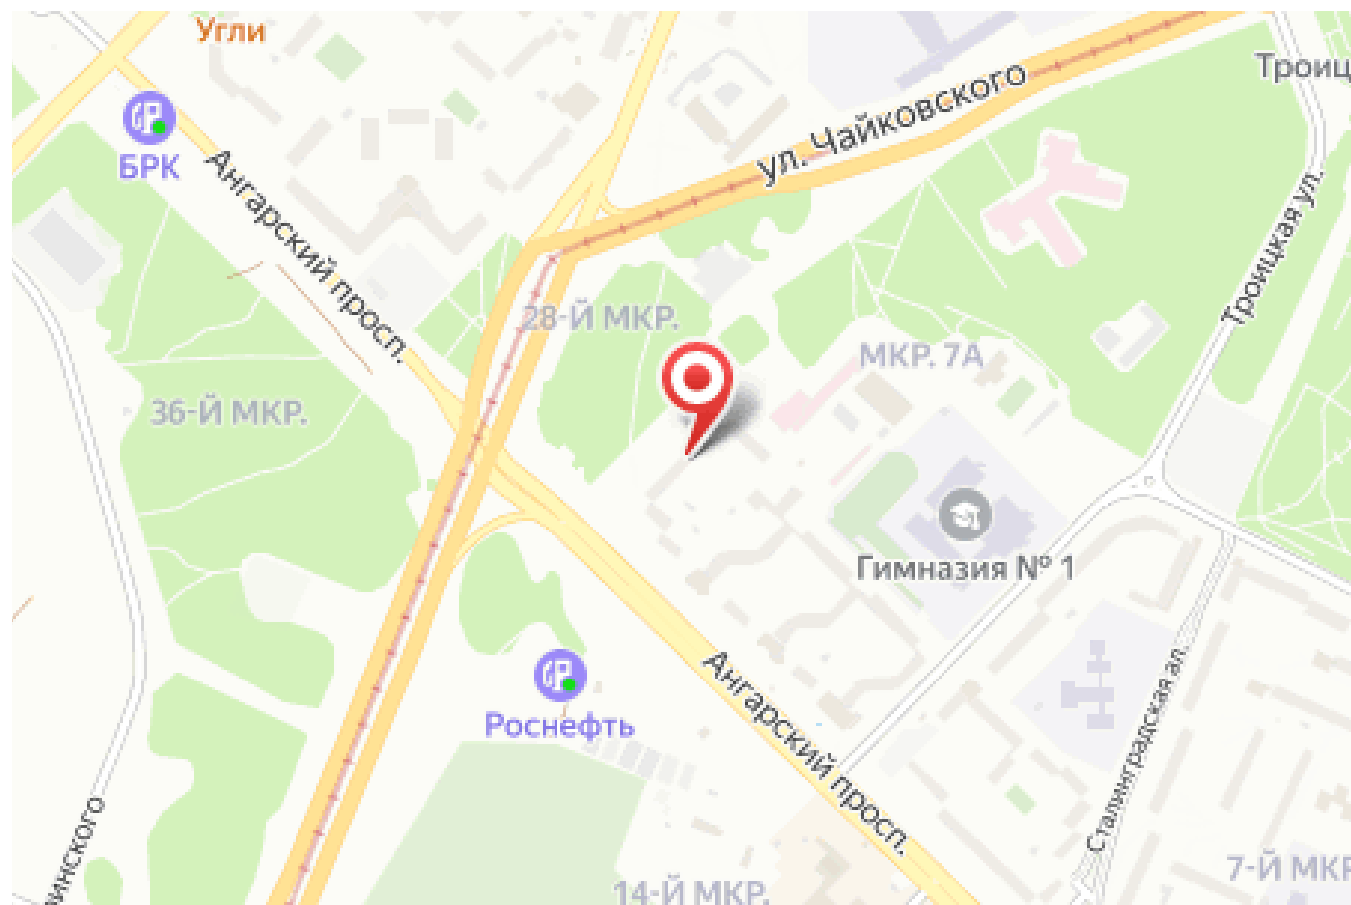 Угли
Троиц
ул. Чайковского
БРК
Ангарский просп.
Троицкая ул.
28-Й МКР.
МКР. 7А
36-Й МКР.
Гимназия № 1
Ангарский просп.
Роснефть
Сталинградская ал.
инского
7-Й МКР
14-Й МКР.